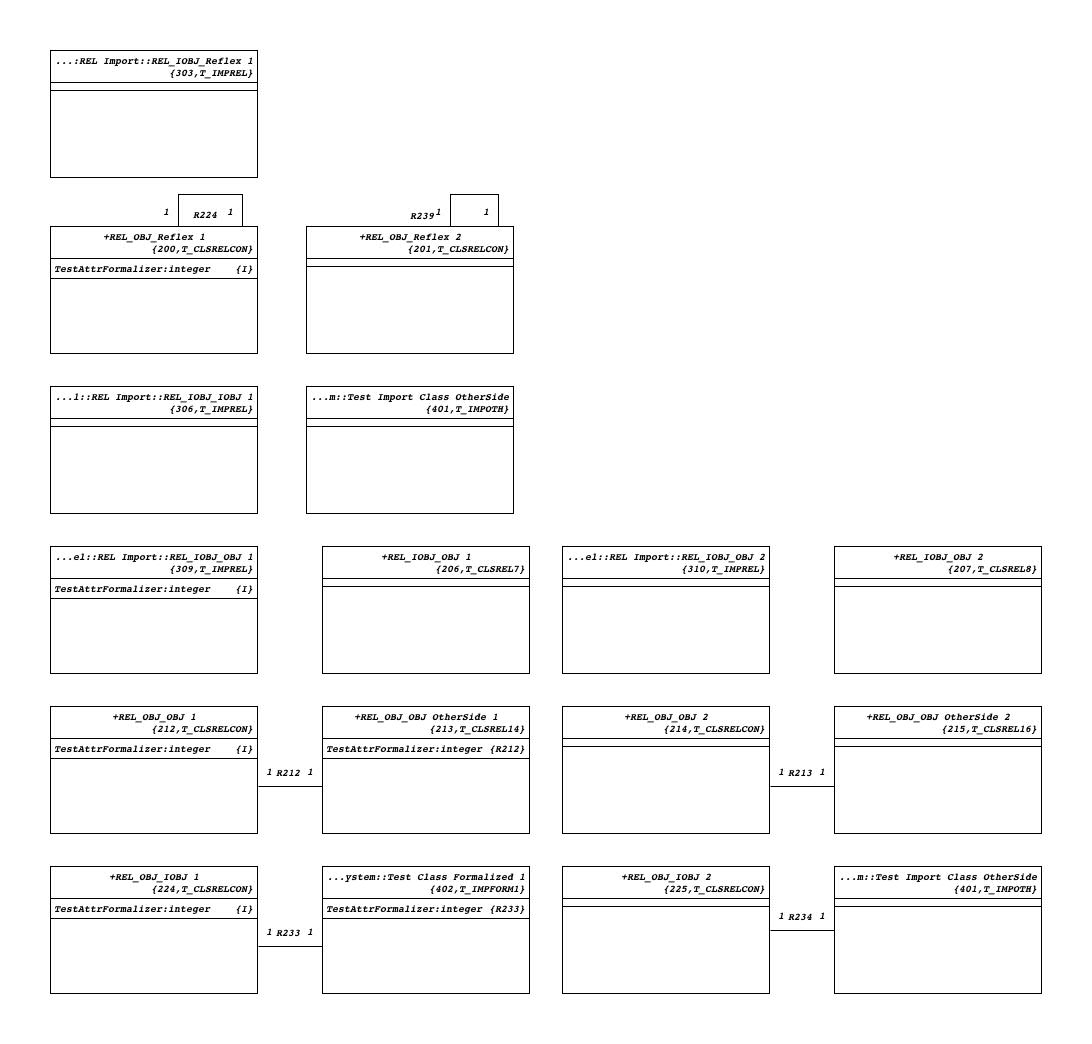 ...:REL Import::REL_IOBJ_Reflex 1
{303,T_IMPREL}
1 R224 1
R239 1 1
+REL_OBJ_Reflex 1
{200,T_CLSRELCON}
TestAttrFormalizer:integer {I}
+REL_OBJ_Reflex 2
{201,T_CLSRELCON}
...l::REL Import::REL_IOBJ_IOBJ 1
{306,T_IMPREL}
...m::Test Import Class OtherSide
{401,T_IMPOTH}
...el::REL Import::REL_IOBJ_OBJ 1
{309,T_IMPREL}
TestAttrFormalizer:integer {I}
+REL_IOBJ_OBJ 1
{206,T_CLSREL7}
...el::REL Import::REL_IOBJ_OBJ 2
{310,T_IMPREL}
+REL_IOBJ_OBJ 2
{207,T_CLSREL8}
+REL_OBJ_OBJ 1
{212,T_CLSRELCON}
TestAttrFormalizer:integer {I}
1 R212 1
+REL_OBJ_OBJ OtherSide 1
{213,T_CLSREL14}
TestAttrFormalizer:integer {R212}
+REL_OBJ_OBJ 2
{214,T_CLSRELCON}
1 R213 1
+REL_OBJ_OBJ OtherSide 2
{215,T_CLSREL16}
+REL_OBJ_IOBJ 1
{224,T_CLSRELCON}
TestAttrFormalizer:integer {I}
1 R233 1
...ystem::Test Class Formalized 1
{402,T_IMPFORM1}
TestAttrFormalizer:integer {R233}
+REL_OBJ_IOBJ 2
{225,T_CLSRELCON}
1 R234 1
...m::Test Import Class OtherSide
{401,T_IMPOTH}